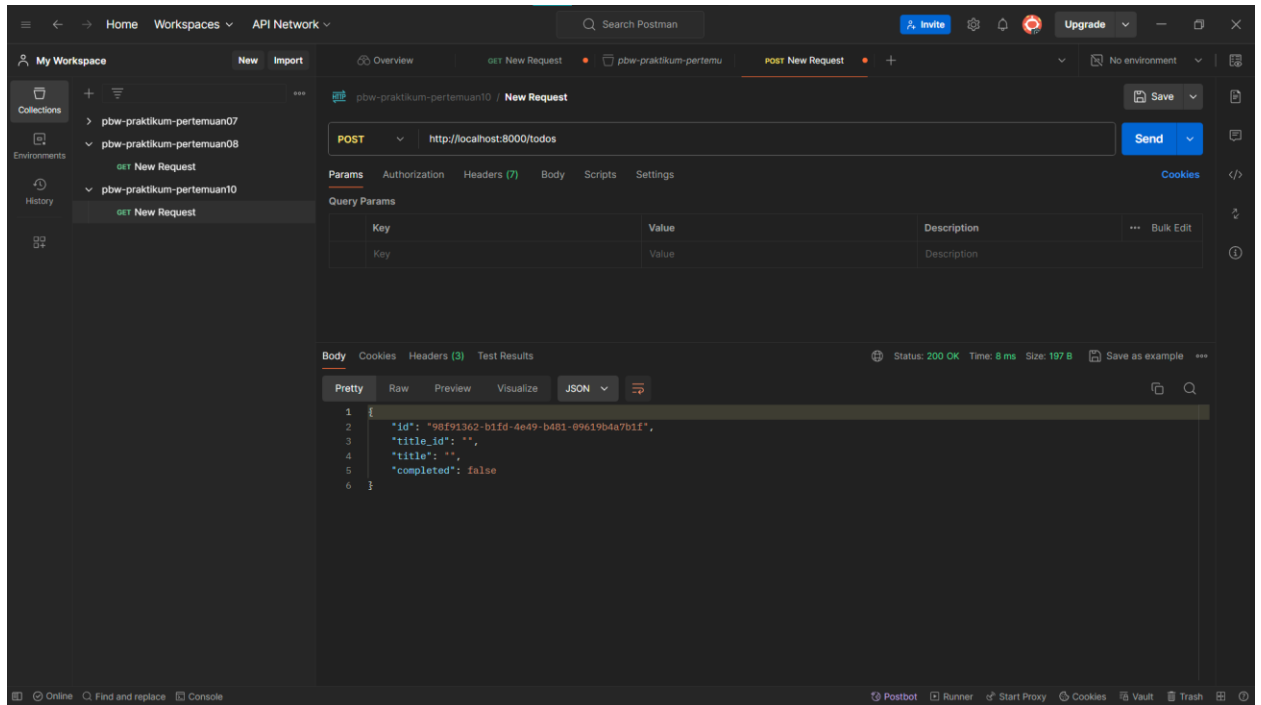 Home Workspaces API Network Search Postman Invite Upgrade
My Workspace New Import Overview GET New Request pbw-praktikum-pertemu POST New Request No environment
Collections
Environments
History
pbw-praktikum-pertemuan07
pbw-praktikum-pertemuan08
GET New Request
pbw-praktikum-pertemuan10
GET New Request
HTTP pbw-praktikum-pertemuan10 / New Request Save
POST http://localhost:8000/todos Send
Params Authorization Headers (7) Body Scripts Settings Cookies
Query Params
Key Value Description Bulk Edit
Key Value Description
Body Cookies Headers (3) Test Results Status: 200 OK Time: 8 ms Size: 197 B Save as example
Pretty Raw Preview Visualize JSON
1 {
2 "id": "98f91362-b1fd-4e49-b481-09619b4a7b1f",
3 "title_id": "",
4 "title": "",
5 "completed": false
6 }
Online Find and replace Console Postbot Runner Start Proxy Cookies Vault Trash